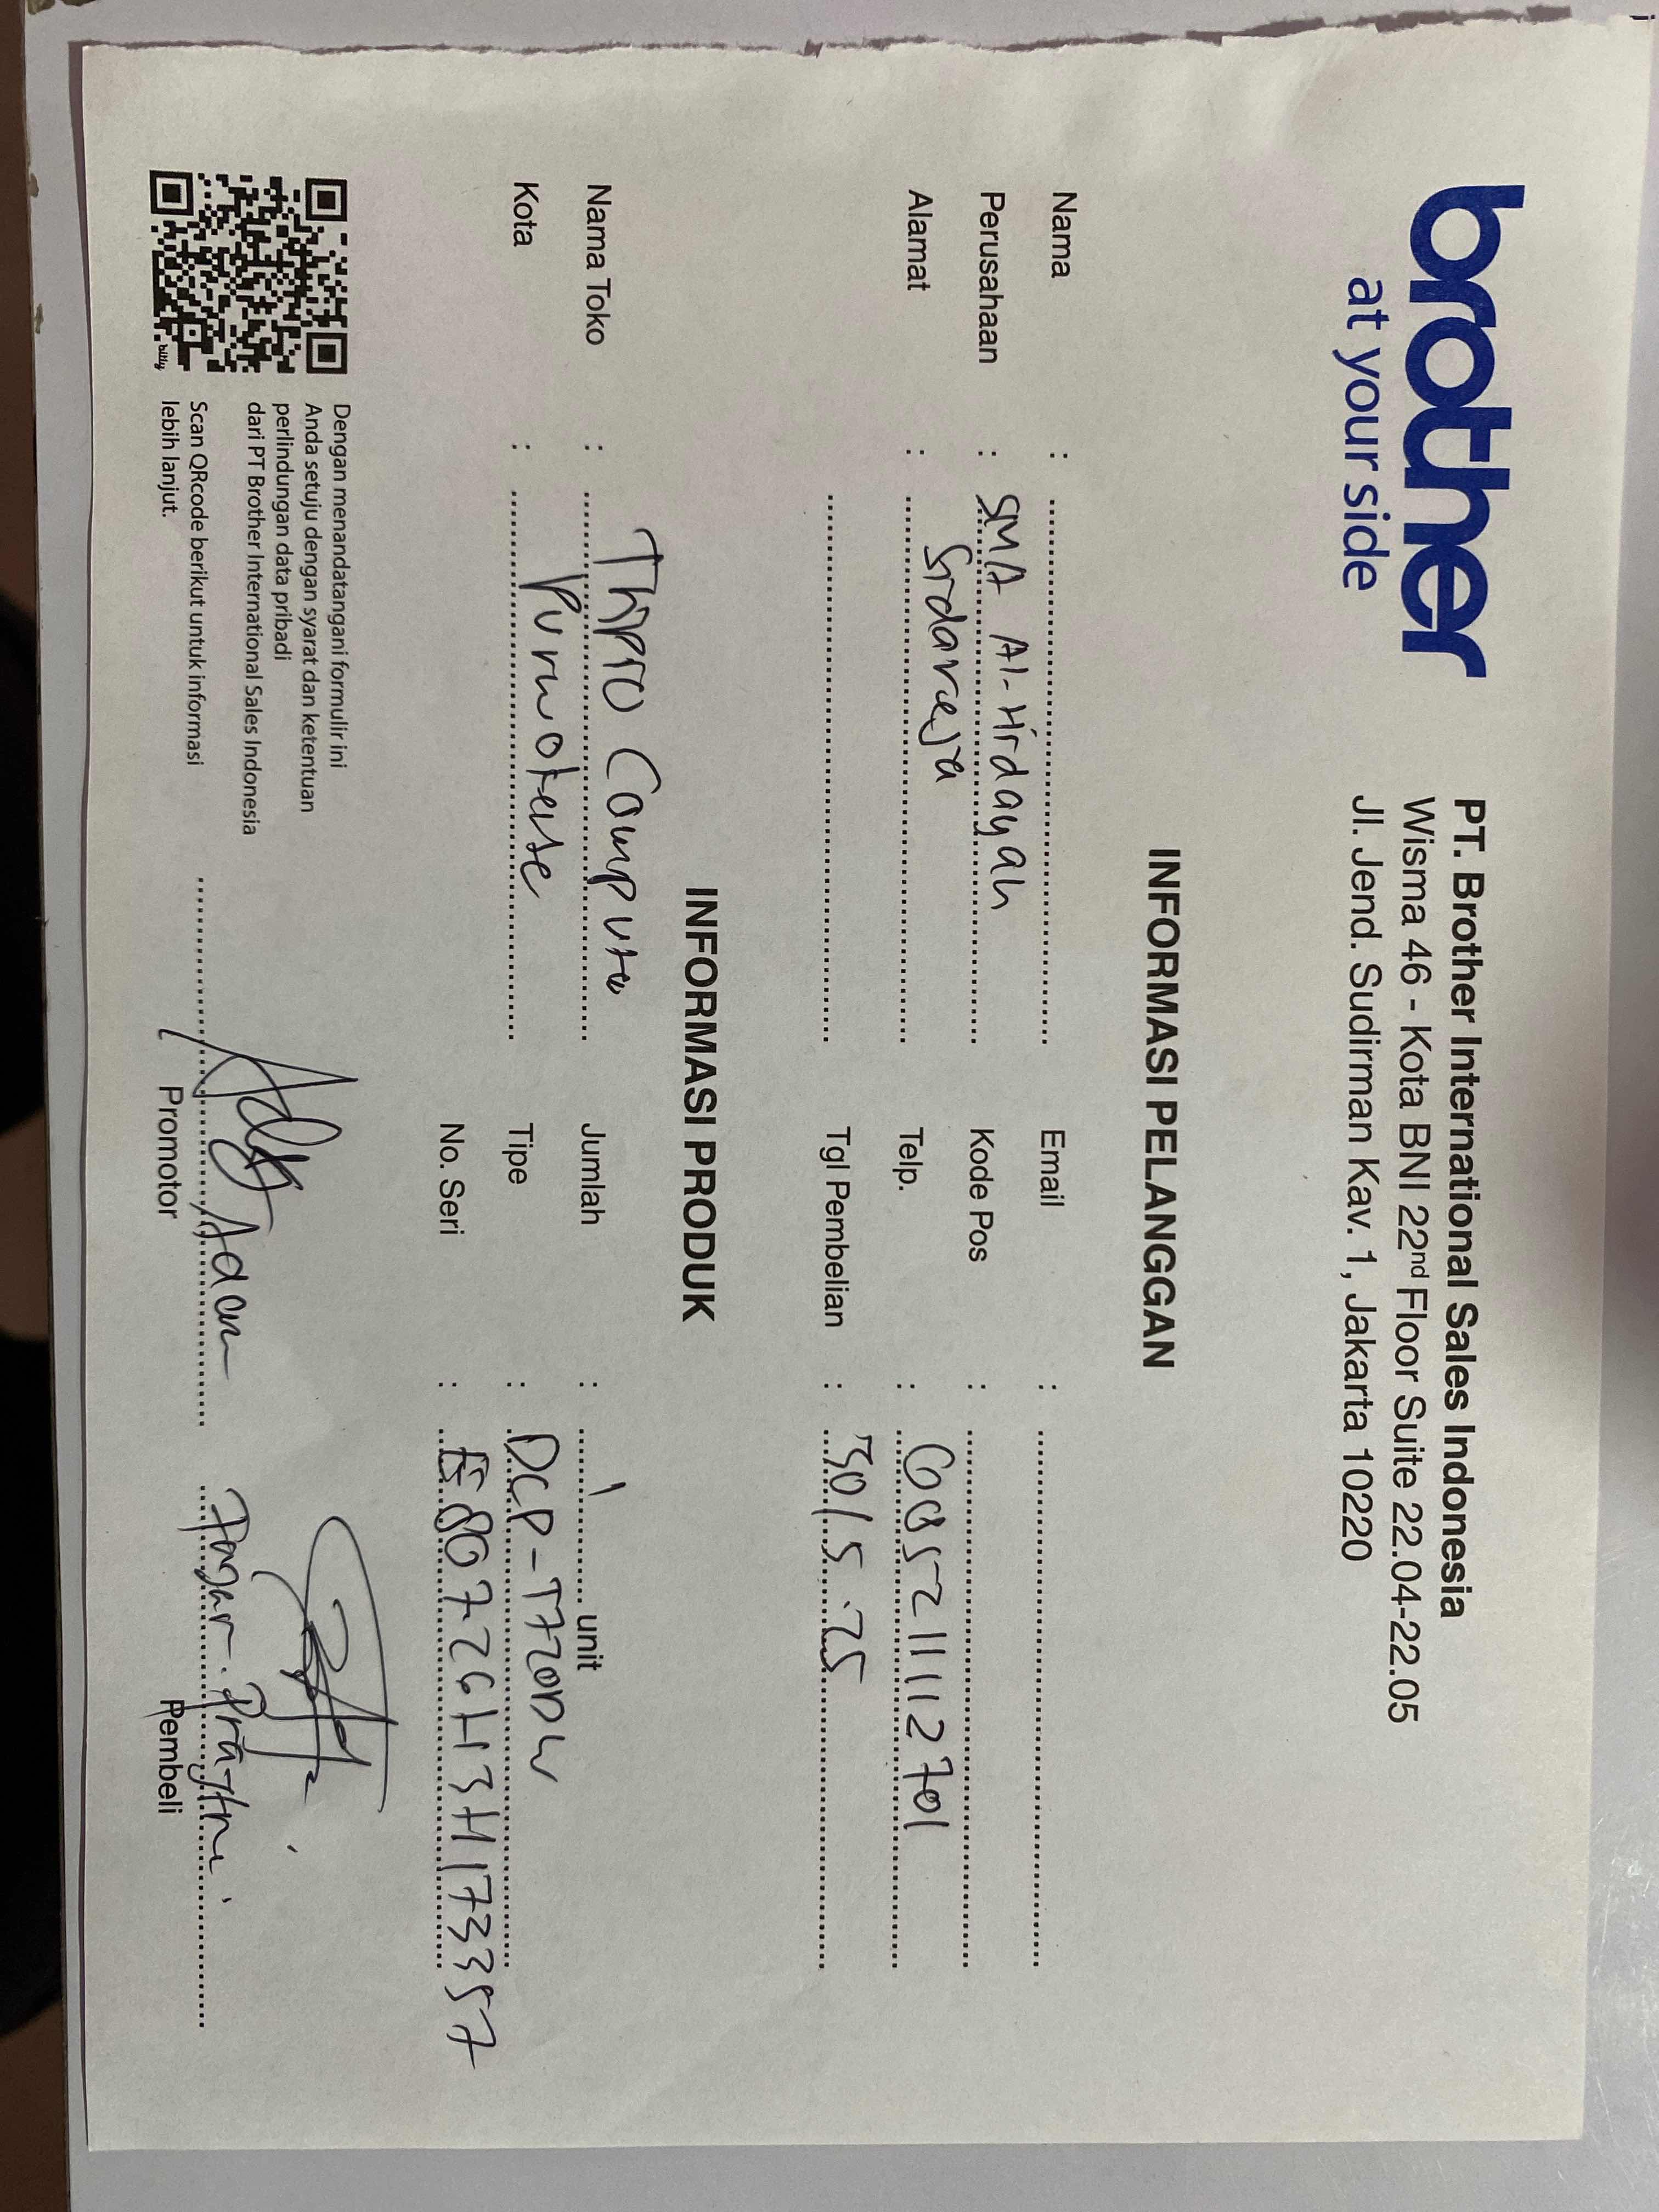 brother
at your side
PT. Brother International Sales Indonesia
Wisma 46 - Kota BNI 22nd Floor Suite 22.04-22.05
Jl. Jend. Sudirman Kav. 1, Jakarta 10220
INFORMASI PELANGGAN
Nama :
Email :
Perusahaan : SMA Al-Hidayah
Kode Pos :
Alamat : Sidareja
Telp. : 085211112701
Tgl Pembelian : 30/5.25
INFORMASI PRODUK
Nama Toko : Thipro Computer
Jumlah : 1 unit
Kota : Purwokerto
Tipe : DCP-T720DW
No. Seri :
Dengan menandatangani formulir ini
Anda setuju dengan syarat dan ketentuan
perlindungan data pribadi
dari PT Brother International Sales Indonesia
Scan QRcode berikut untuk informasi
lebih lanjut.
bitly
Adan
Promotor
Pembeli